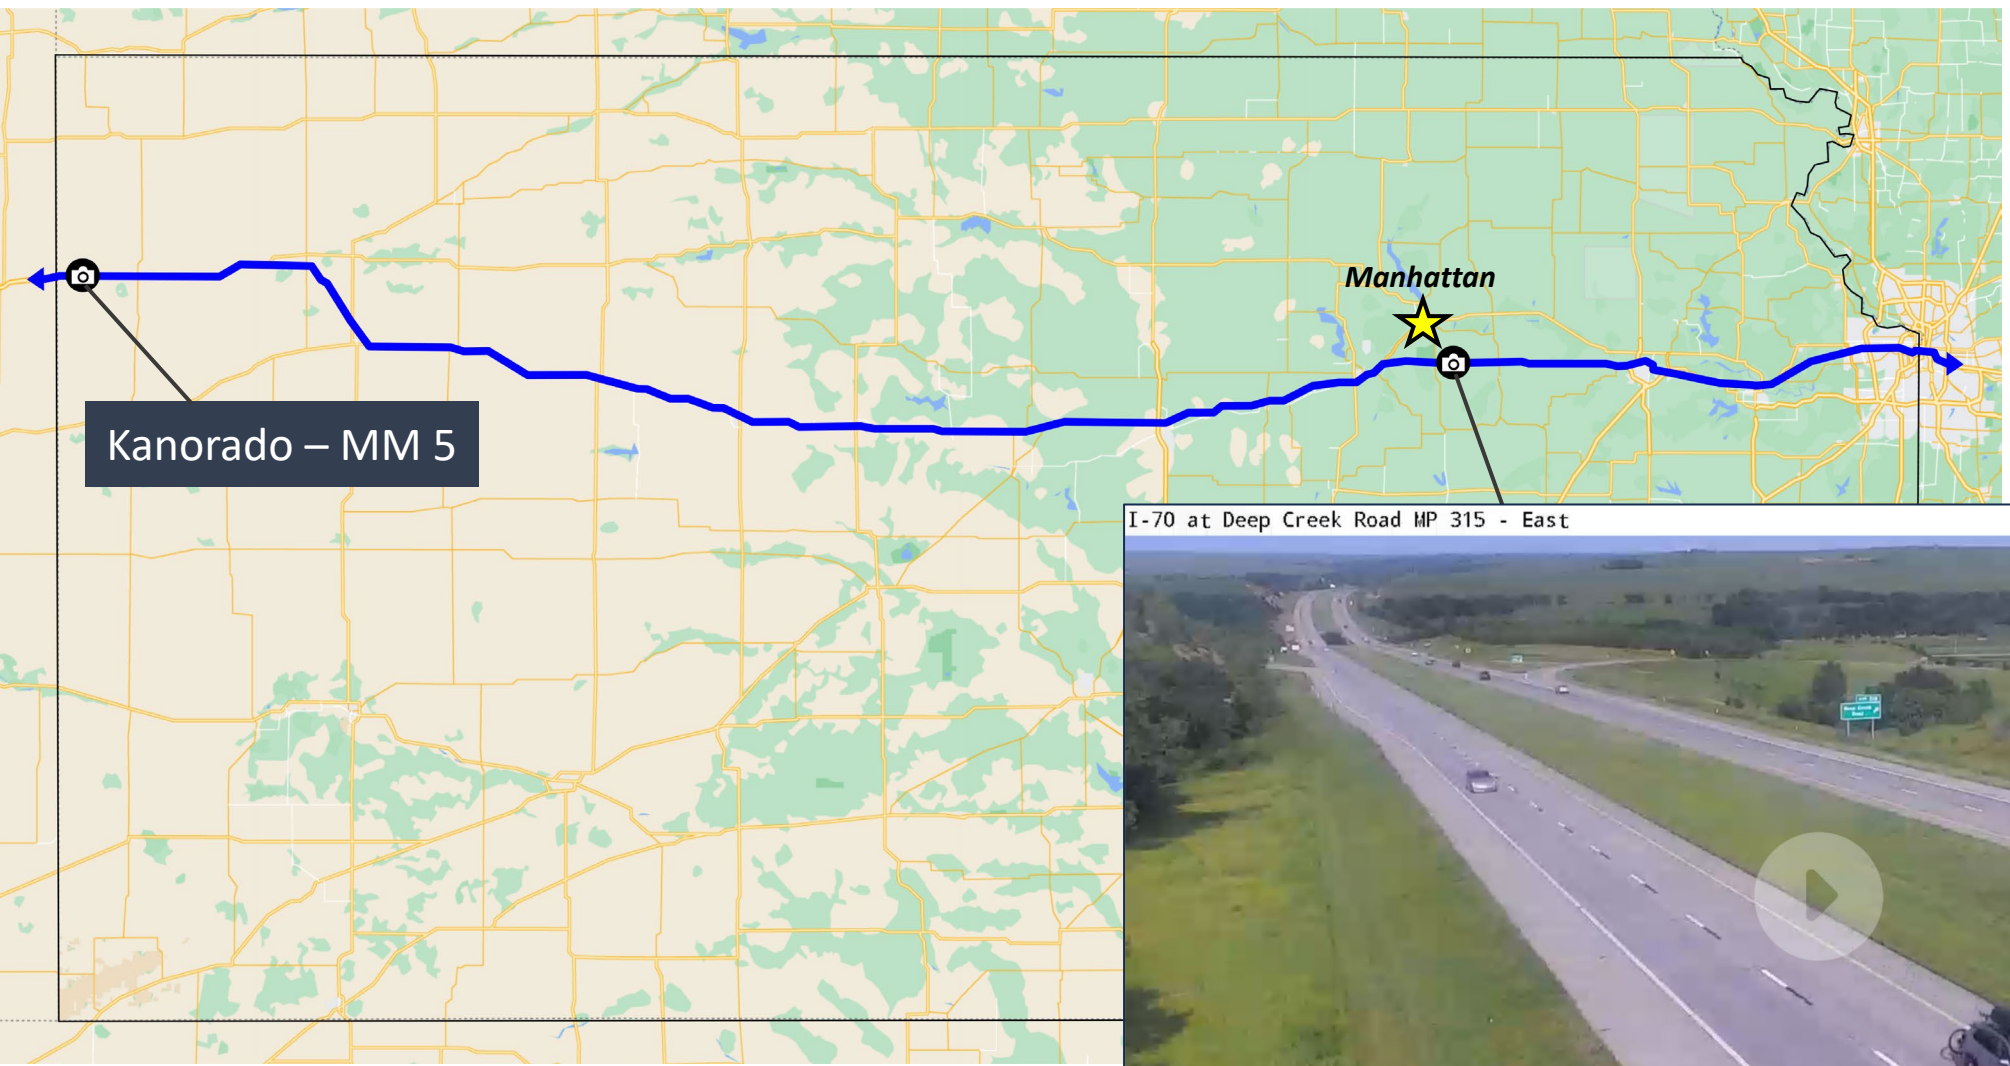 Manhattan
Kanorado – MM 5
I-70 at Deep Creek Road MP 315 - East